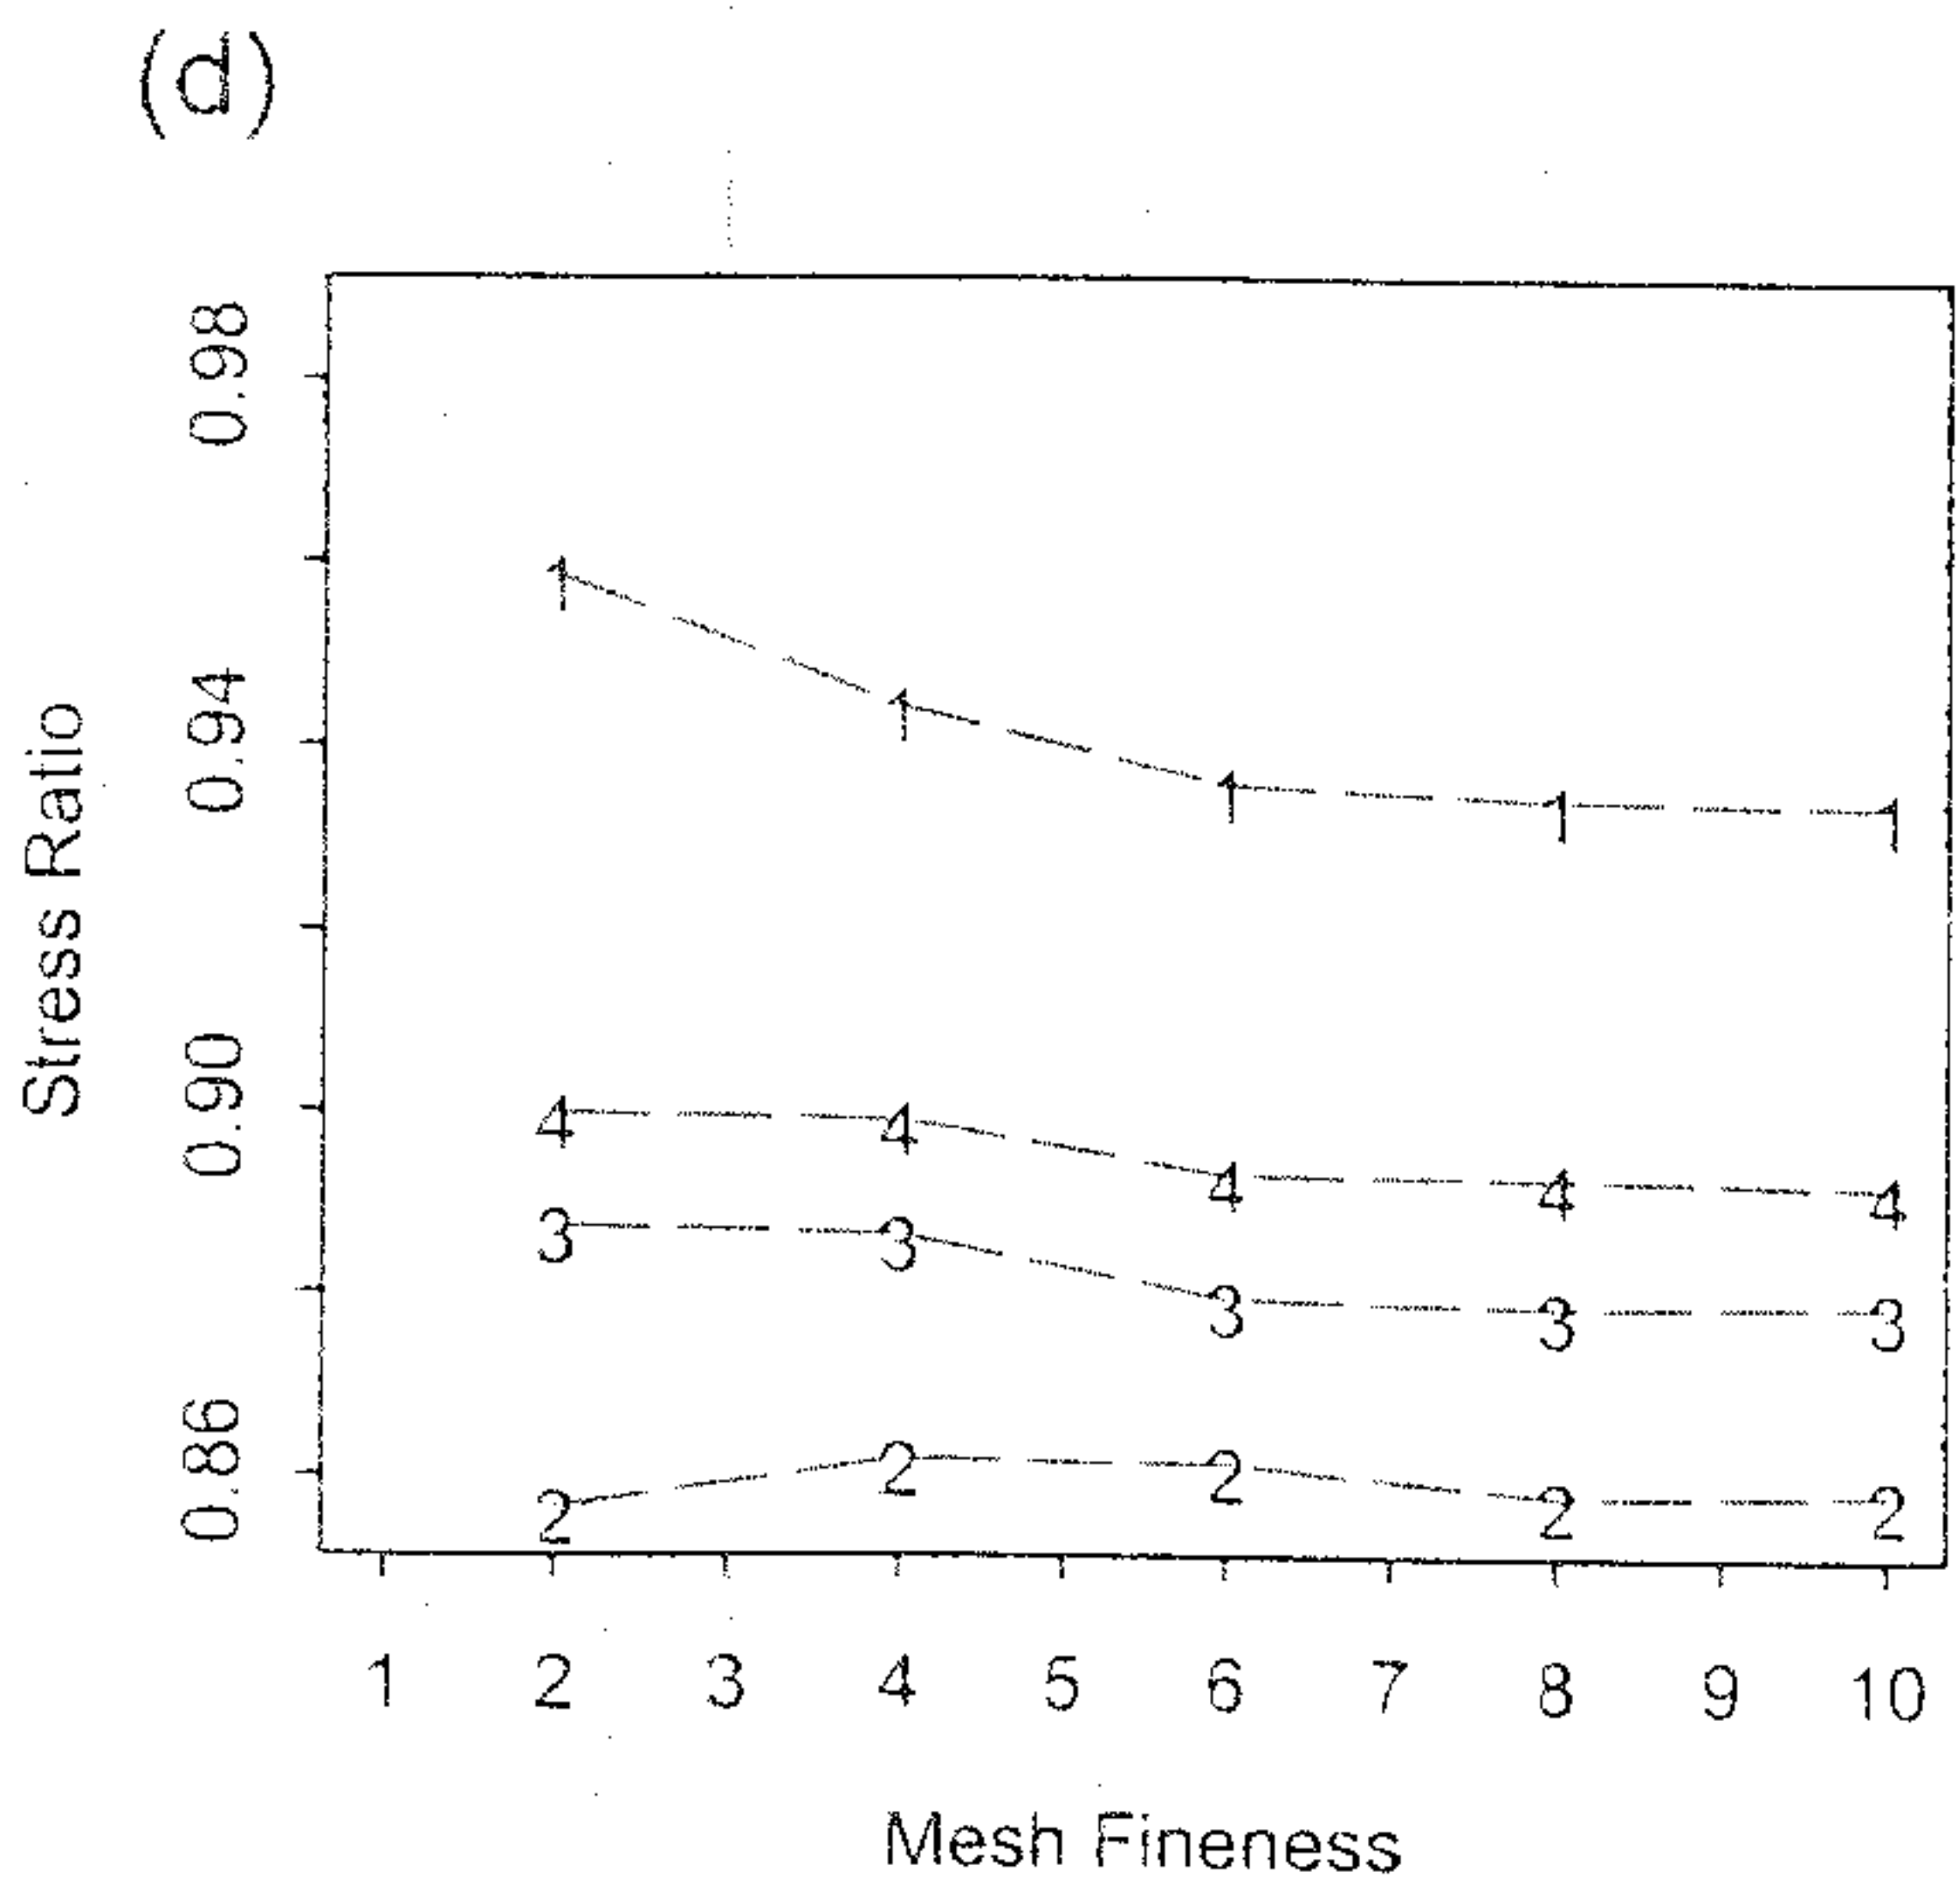 (d)
Stress Ratio
0.98
0.94
0.90
0.86
1 1 1 1 1
4 4 4 4 4
3 3 3 3 3
2 2 2 2 2
1 2 3 4 5 6 7 8 9 10
Mesh Fineness